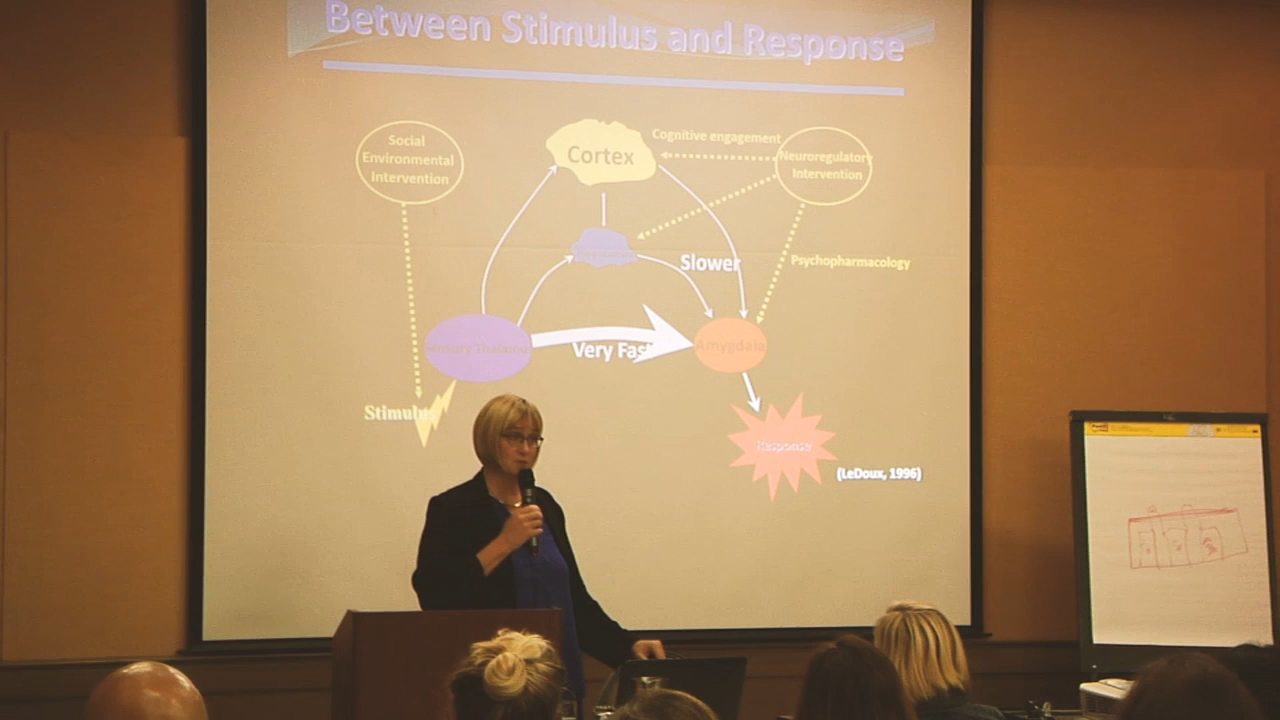 Between Stimulus and Response
Social
Environmental
Intervention
Cortex
Cognitive engagement
Neuroregulatory
Intervention
Slower
Psychopharmacology
Very Fast
Amygdala
Stimulus
Response
(LeDoux, 1996)